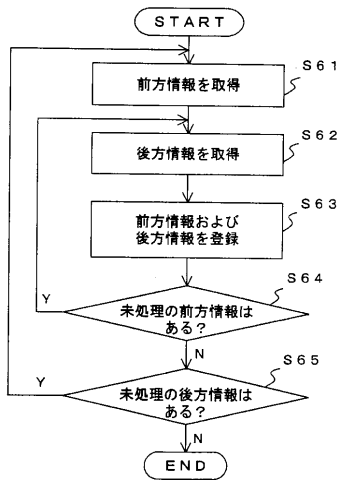 START
S61
前方情報を取得
S62
後方情報を取得
S63
前方情報および
後方情報を登録
S64
Y
未処理の前方情報は
ある?
N
S65
Y
未処理の後方情報は
ある?
N
END